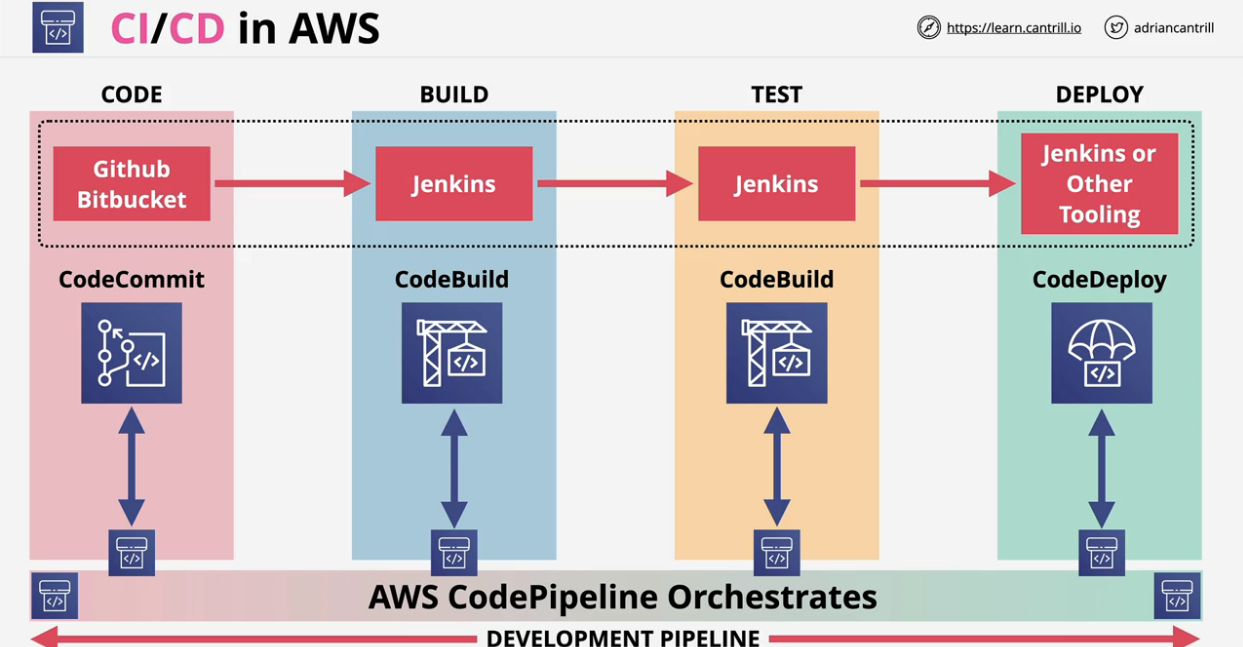 CI/CD in AWS
https://learn.cantrill.io
adriancantrill
CODE
BUILD
TEST
DEPLOY
Github
Bitbucket
Jenkins
Jenkins
Jenkins or
Other
Tooling
CodeCommit
CodeBuild
CodeBuild
CodeDeploy
AWS CodePipeline Orchestrates
DEVELOPMENT PIPELINE